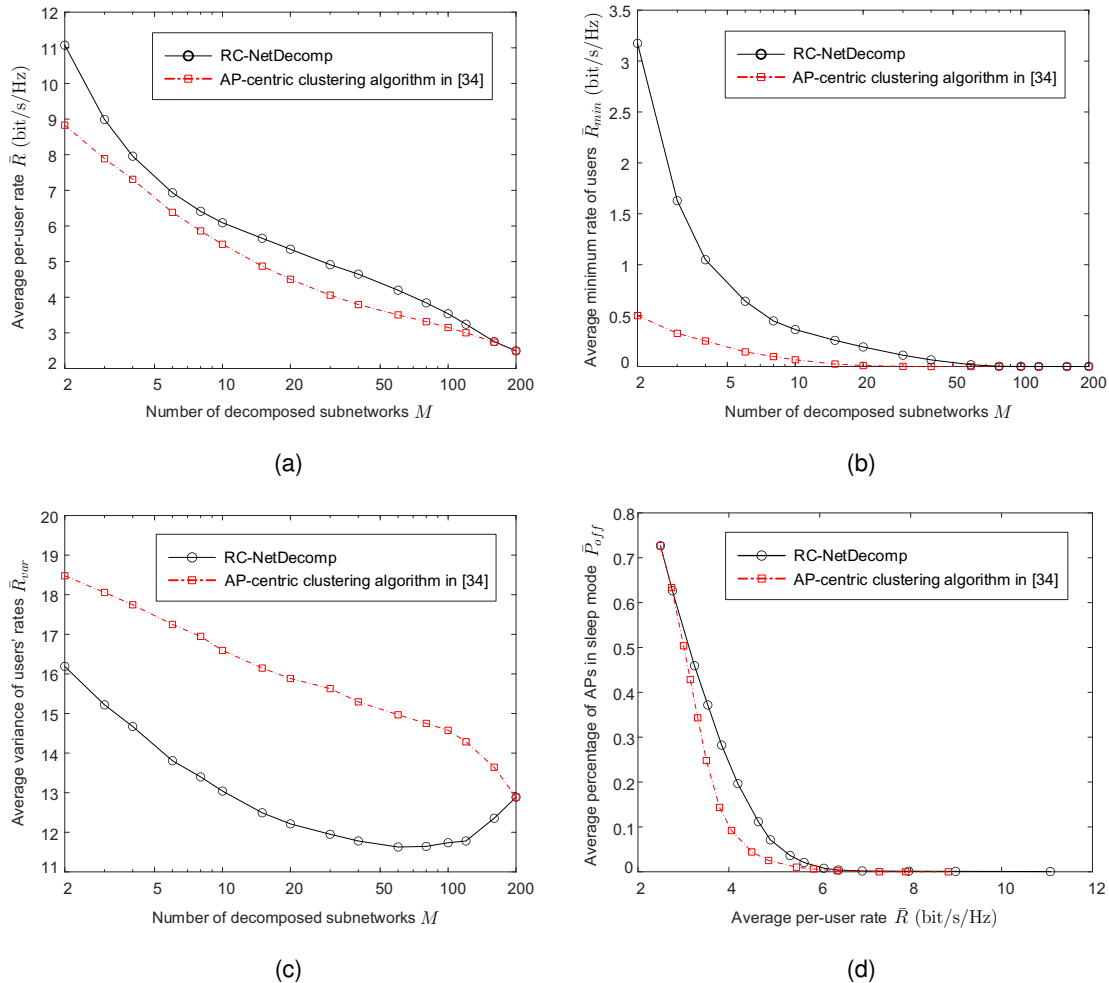 12
11
10
9
8
7
6
5
4
3
2
2 5 10 20 50 100 200
Average per-user rate R̄ (bit/s/Hz)
Number of decomposed subnetworks M
RC-NetDecomp
AP-centric clustering algorithm in [34]
(a)
3.5
3
2.5
2
1.5
1
0.5
0
2 5 10 20 50 100 200
Average minimum rate of users R̄min (bit/s/Hz)
Number of decomposed subnetworks M
RC-NetDecomp
AP-centric clustering algorithm in [34]
(b)
20
19
18
17
16
15
14
13
12
11
2 5 10 20 50 100 200
Average variance of users' rates R̄var
Number of decomposed subnetworks M
RC-NetDecomp
AP-centric clustering algorithm in [34]
(c)
0.8
0.7
0.6
0.5
0.4
0.3
0.2
0.1
0
2 4 6 8 10 12
Average percentage of APs in sleep mode P̄off
Average per-user rate R̄ (bit/s/Hz)
RC-NetDecomp
AP-centric clustering algorithm in [34]
(d)